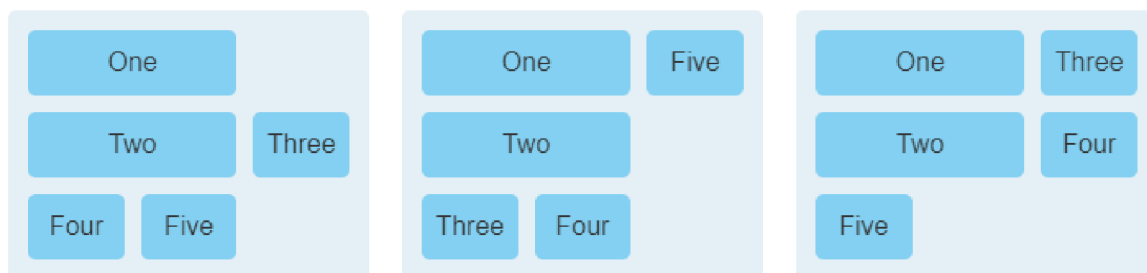 One
Two Three
Four Five
One Five
Two
Three Four
One Three
Two Four
Five